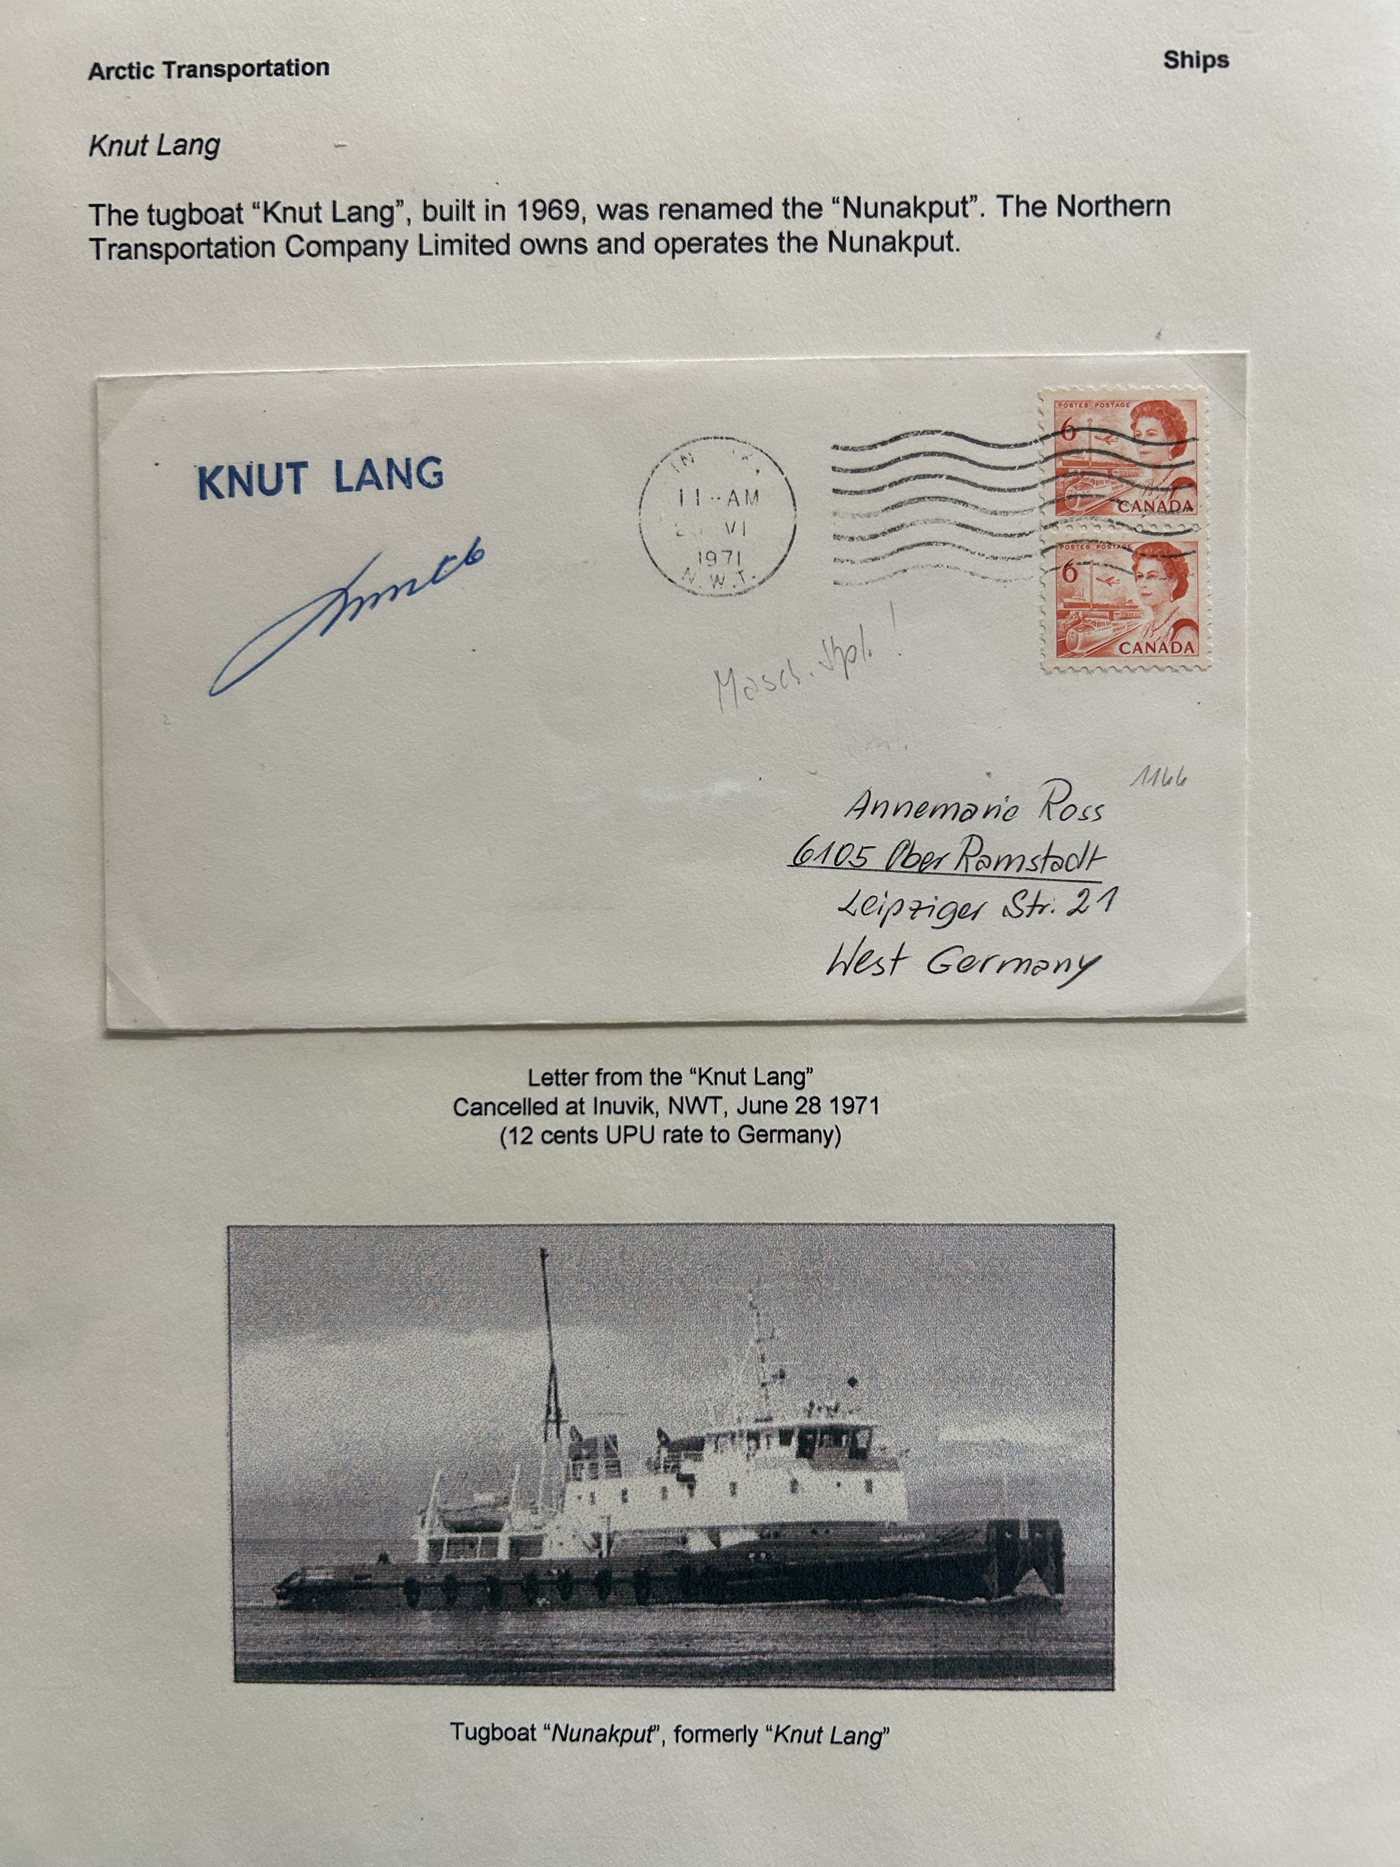 Arctic Transportation
Ships
Knut Lang
The tugboat “Knut Lang”, built in 1969, was renamed the “Nunakput”. The Northern
Transportation Company Limited owns and operates the Nunakput.
KNUT LANG
11-AM
VI
1971
N.W.T.
POSTES POSTAGE
6
CANADA
POSTES POSTAGE
6
CANADA
Masch. Stpl. !
1166
Annemarie Ross
6105 Ober Ramstadt
Leipziger Str. 21
West Germany
Letter from the “Knut Lang”
Cancelled at Inuvik, NWT, June 28 1971
(12 cents UPU rate to Germany)
Tugboat “Nunakput”, formerly “Knut Lang”